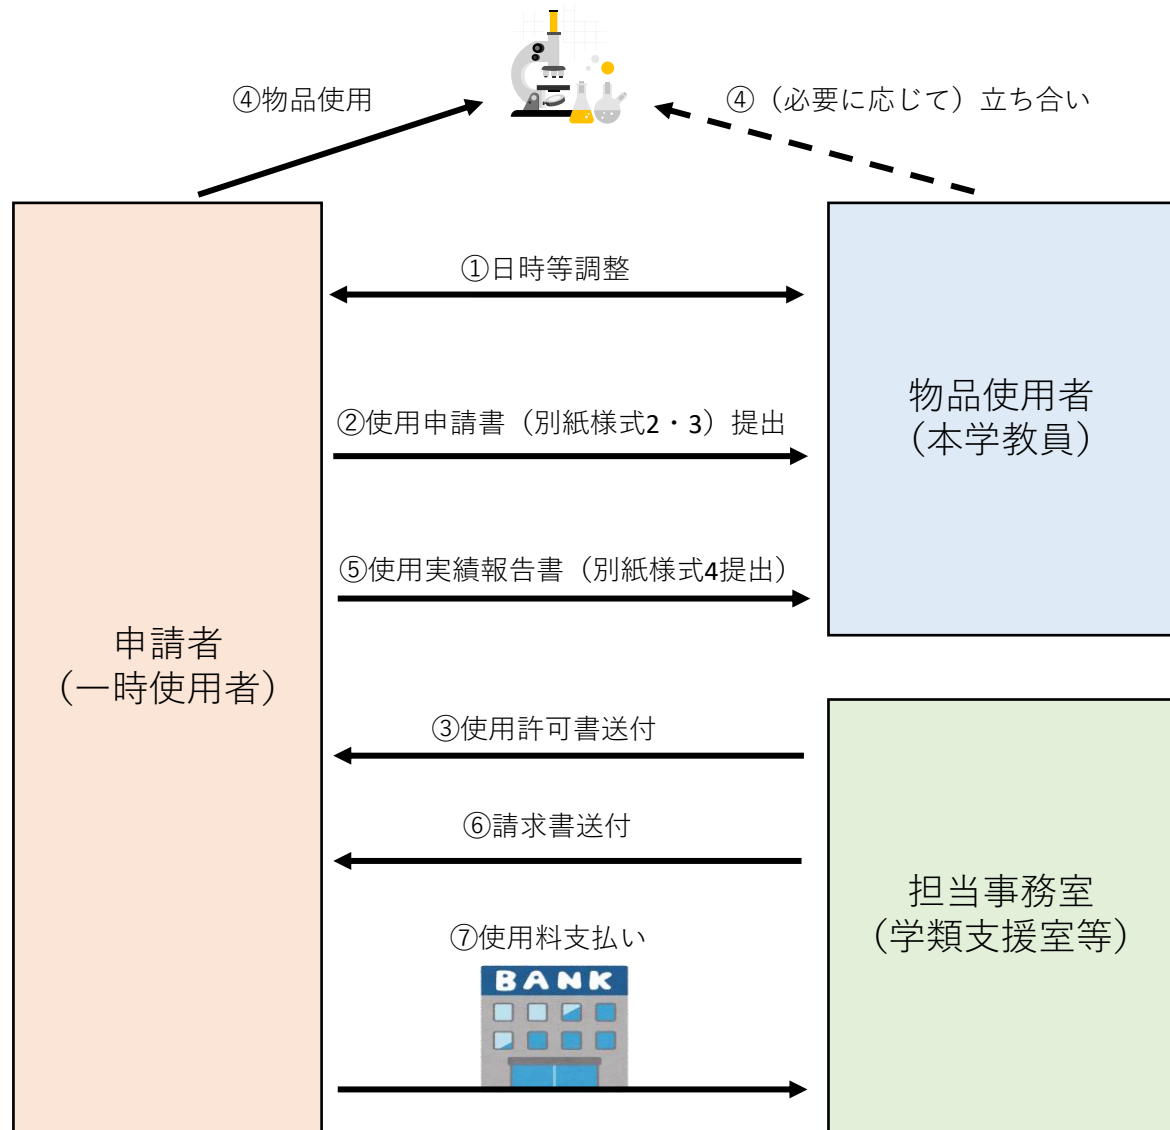 ④物品使用
④（必要に応じて）立ち合い
①日時等調整
②使用申請書（別紙様式2・3）提出
⑤使用実績報告書（別紙様式4提出）
物品使用者
（本学教員）
申請者
（一時使用者）
③使用許可書送付
⑥請求書送付
⑦使用料支払い
BANK
担当事務室
（学類支援室等）